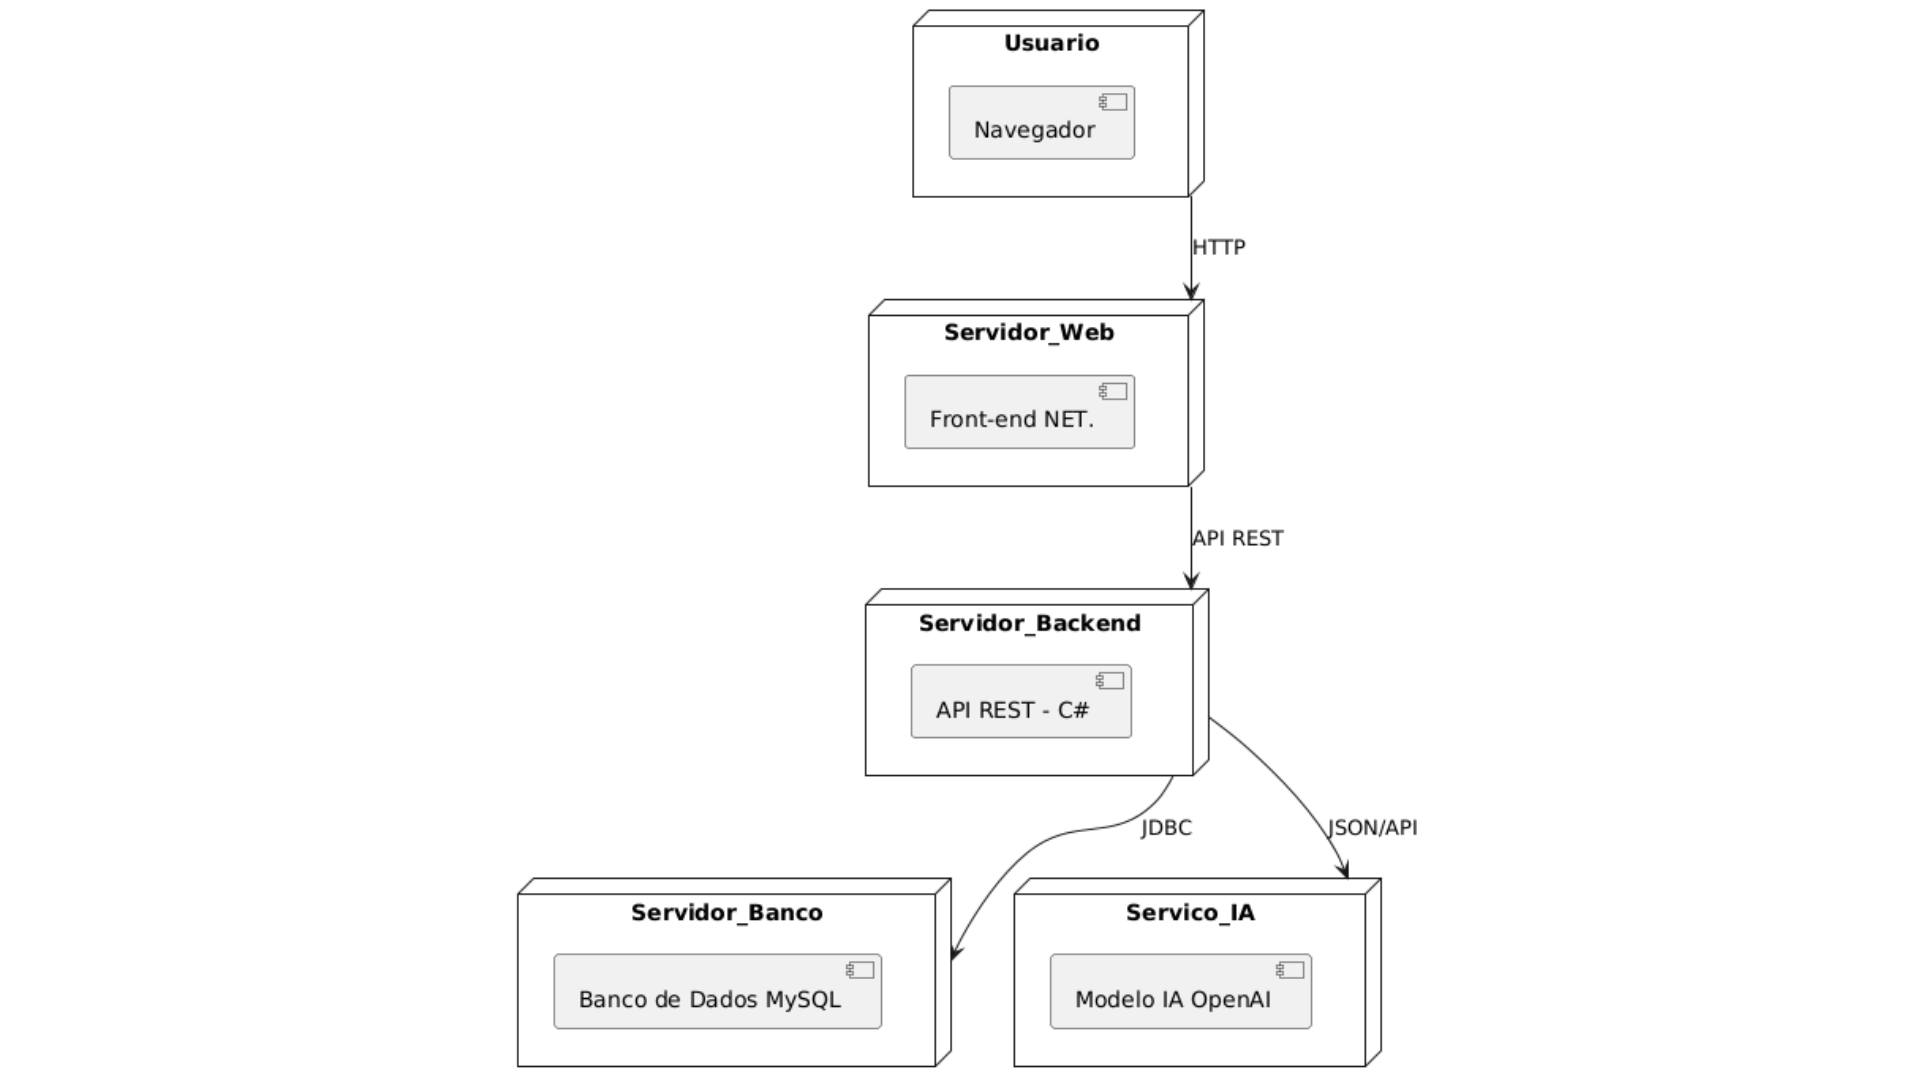 Usuario
Navegador
HTTP
Servidor_Web
Front-end NET.
API REST
Servidor_Backend
API REST - C#
JDBC
JSON/API
Servidor_Banco
Banco de Dados MySQL
Servico_IA
Modelo IA OpenAI